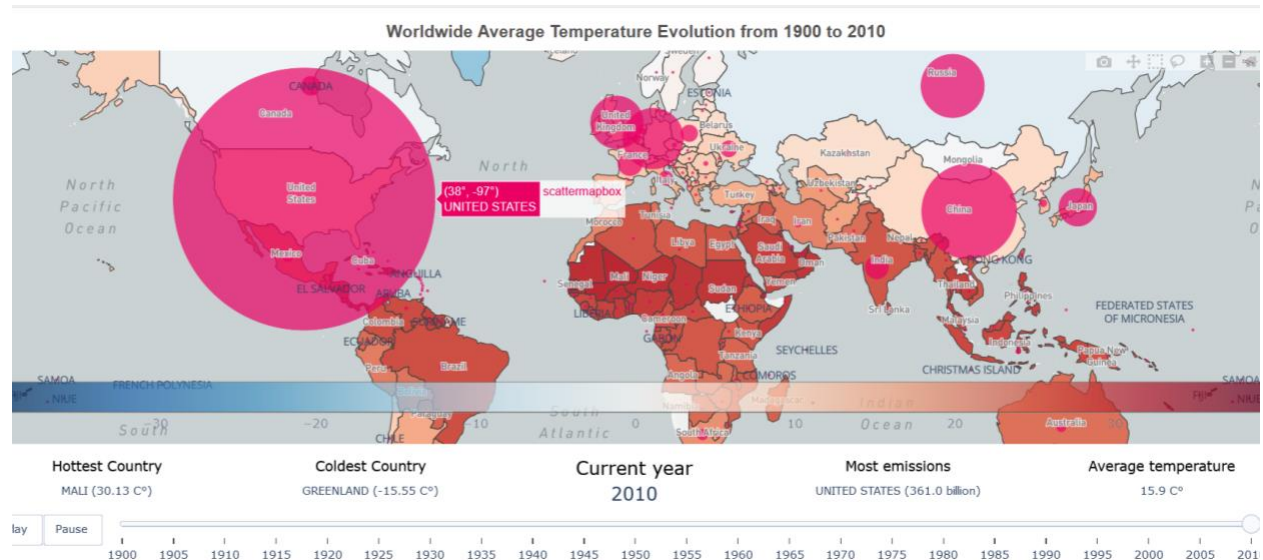 Worldwide Average Temperature Evolution from 1900 to 2010
Norway
Russia
ESTONIA
CANADA
Canada
United
Kingdom
Belarus
Ukraine
France
Kazakhstan
Mongolia
North
North
Pacific
Ocean
United
States
(38°, -97°)
UNITED STATES
scattermapbox
Italy
Uzbekistan
Turkey
China
Japan
Morocco
Tunisia
Iraq
Iran
Pakistan
Nepal
Mexico
Cuba
Libya
Egypt
Saudi
Arabia
Oman
India
HONG KONG
ANGUILLA
EL SALVADOR
ARUBA
Senegal
Mali
Niger
Sudan
Yemen
Thailand
Philippines
LIBERIA
ETHIOPIA
Sri Lanka
FEDERATED STATES
OF MICRONESIA
Colombia
SURINAME
Cameroon
Malaysia
ECUADOR
GABON
Kenya
SEYCHELLES
Indonesia
Papua New
Guinea
Peru
Brazil
Tanzania
CHRISTMAS ISLAND
Angola
COMOROS
SAMOA
FRENCH POLYNESIA
SAMOA
FIJI
NIUE
Madagascar
Indian
FIJI
NIUE
Paraguay
South
Namibia
−30
−20
−10
0
10
20
30
South
Atlantic
Ocean
South Africa
Australia
CHILE
Hottest Country
Coldest Country
Current year
Most emissions
Average temperature
MALI (30.13 C°)
GREENLAND (-15.55 C°)
2010
UNITED STATES (361.0 billion)
15.9 C°
lay
Pause
1900 1905 1910 1915 1920 1925 1930 1935 1940 1945 1950 1955 1960 1965 1970 1975 1980 1985 1990 1995 2000 2005 201